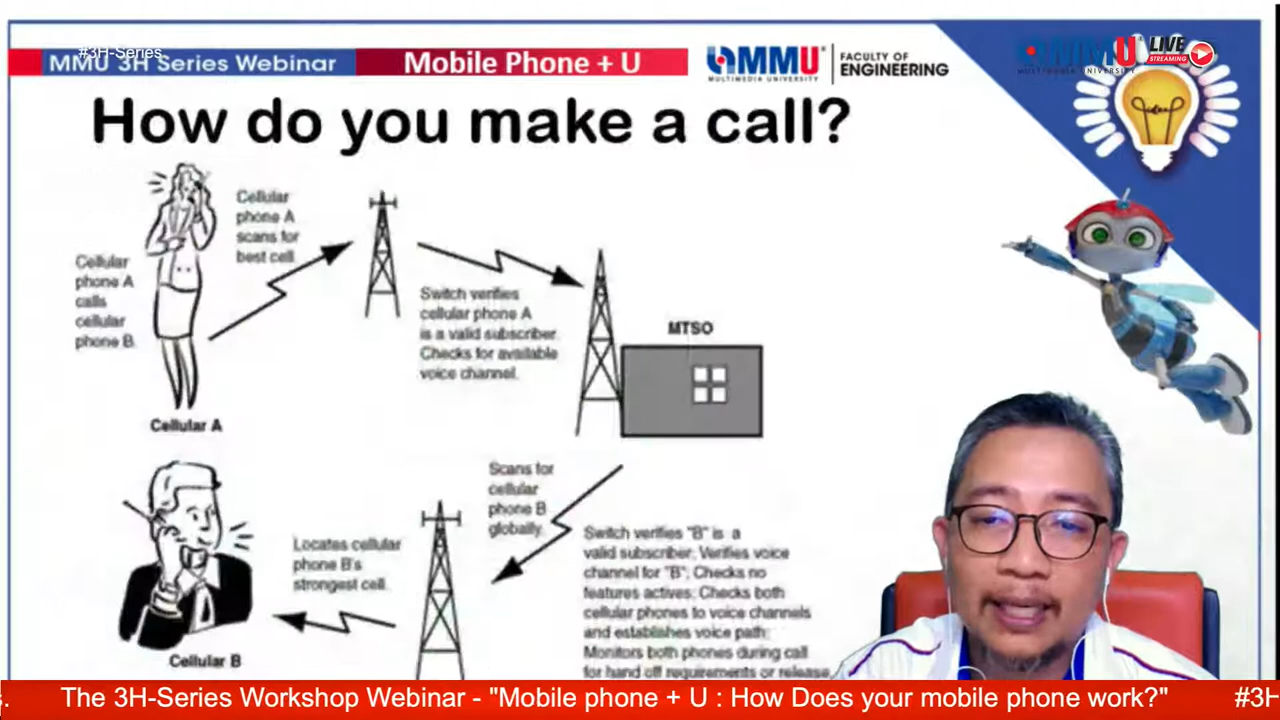 #3H-Series
MMU 3H Series Webinar
Mobile Phone + U
MMU
MULTIMEDIA UNIVERSITY
FACULTY OF
ENGINEERING
MMU
MULTIMEDIA UNIVERSITY
LIVE
STREAMING
How do you make a call?
Cellular
phone A
scans for
best cell.
Cellular
phone A
calls
cellular
phone B.
Switch verifies
cellular phone A
is a valid subscriber.
Checks for available
voice channel.
MTSO
Cellular A
Scans for
cellular
phone B
globally.
Locates cellular
phone B's
strongest cell.
Switch verifies "B" is a
valid subscriber; Verifies voice
channel for "B"; Checks no
features actives; Checks both
cellular phones to voice channels
and establishes voice path;
Monitors both phones during call
for hand off requirements or release.
Cellular B
s. The 3H-Series Workshop Webinar - "Mobile phone + U : How Does your mobile phone work?" #3H